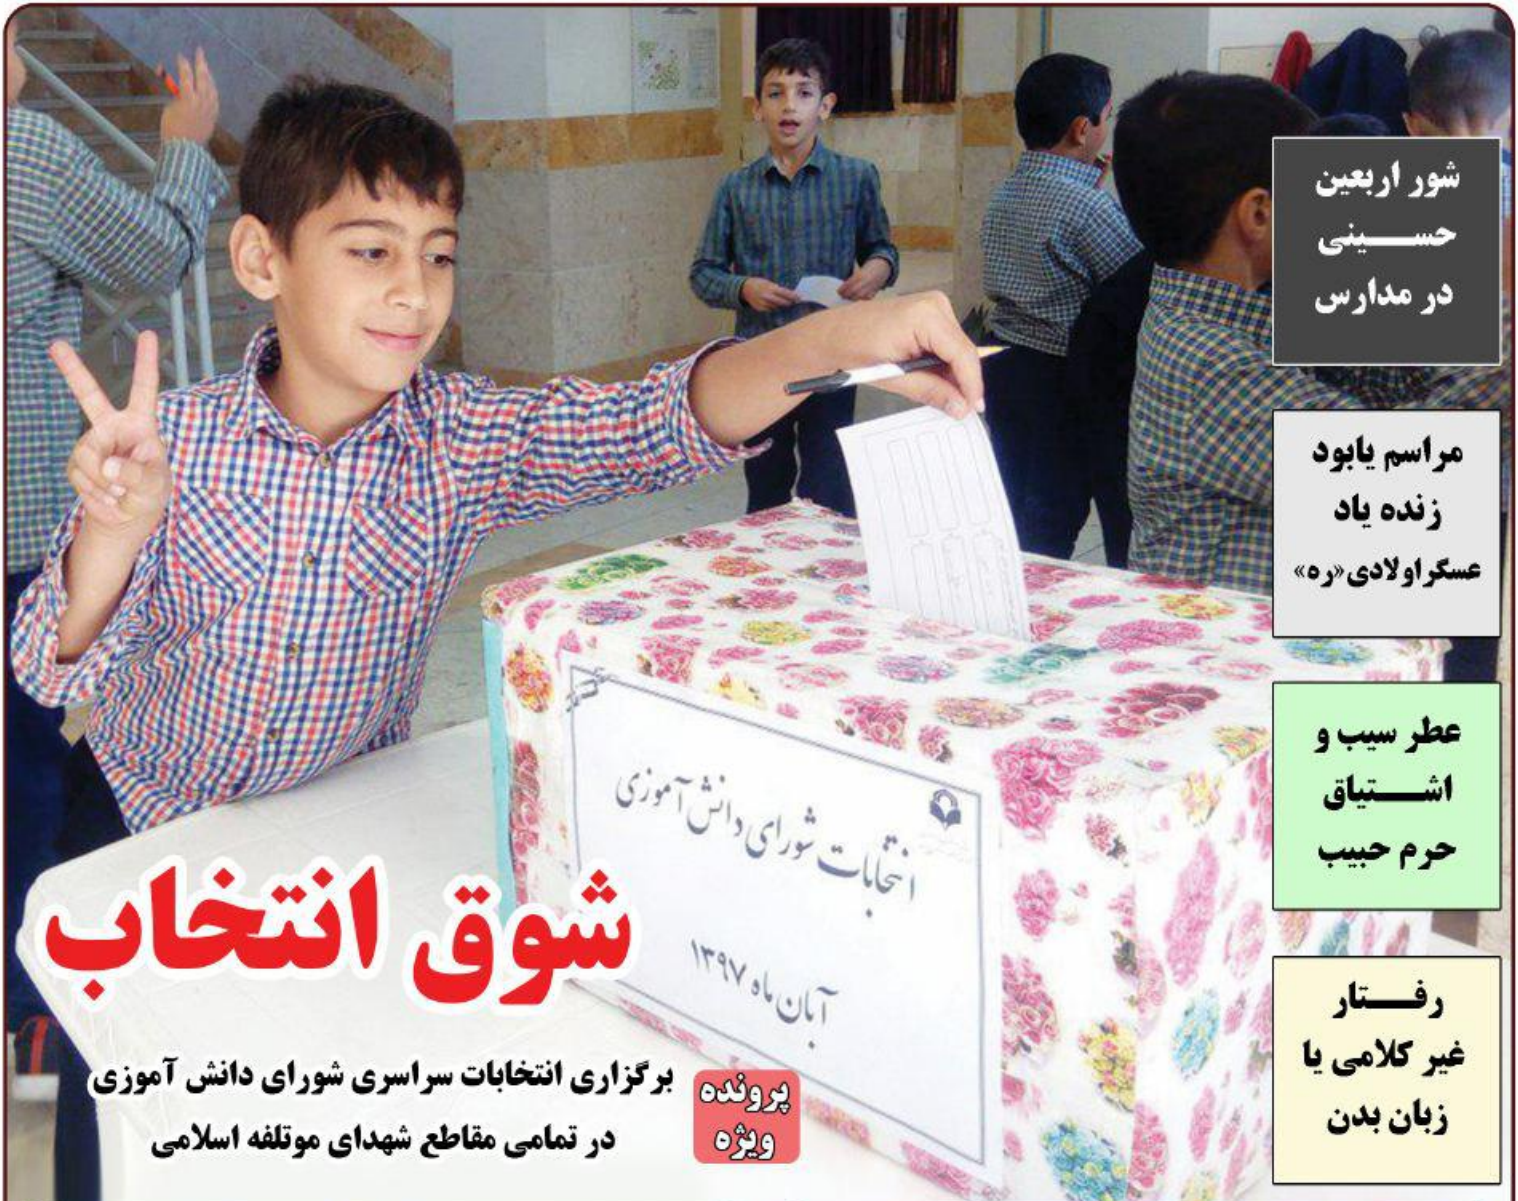 شور اربعین
حسینی
در مدارس
مراسم یابود
زنده یاد
عسگراولادی«ره»
عطر سیب و
اشتیاق
حرم حبیب
رفتار
غیر کلامی یا
زبان بدن
انتخابات شورای دانش آموزی
آبان ماه ۱۳۹۷
شوق انتخاب
پرونده
ویژه
برگزاری انتخابات سراسری شورای دانش آموزی
در تمامی مقاطع شهدای موتلفه اسلامی